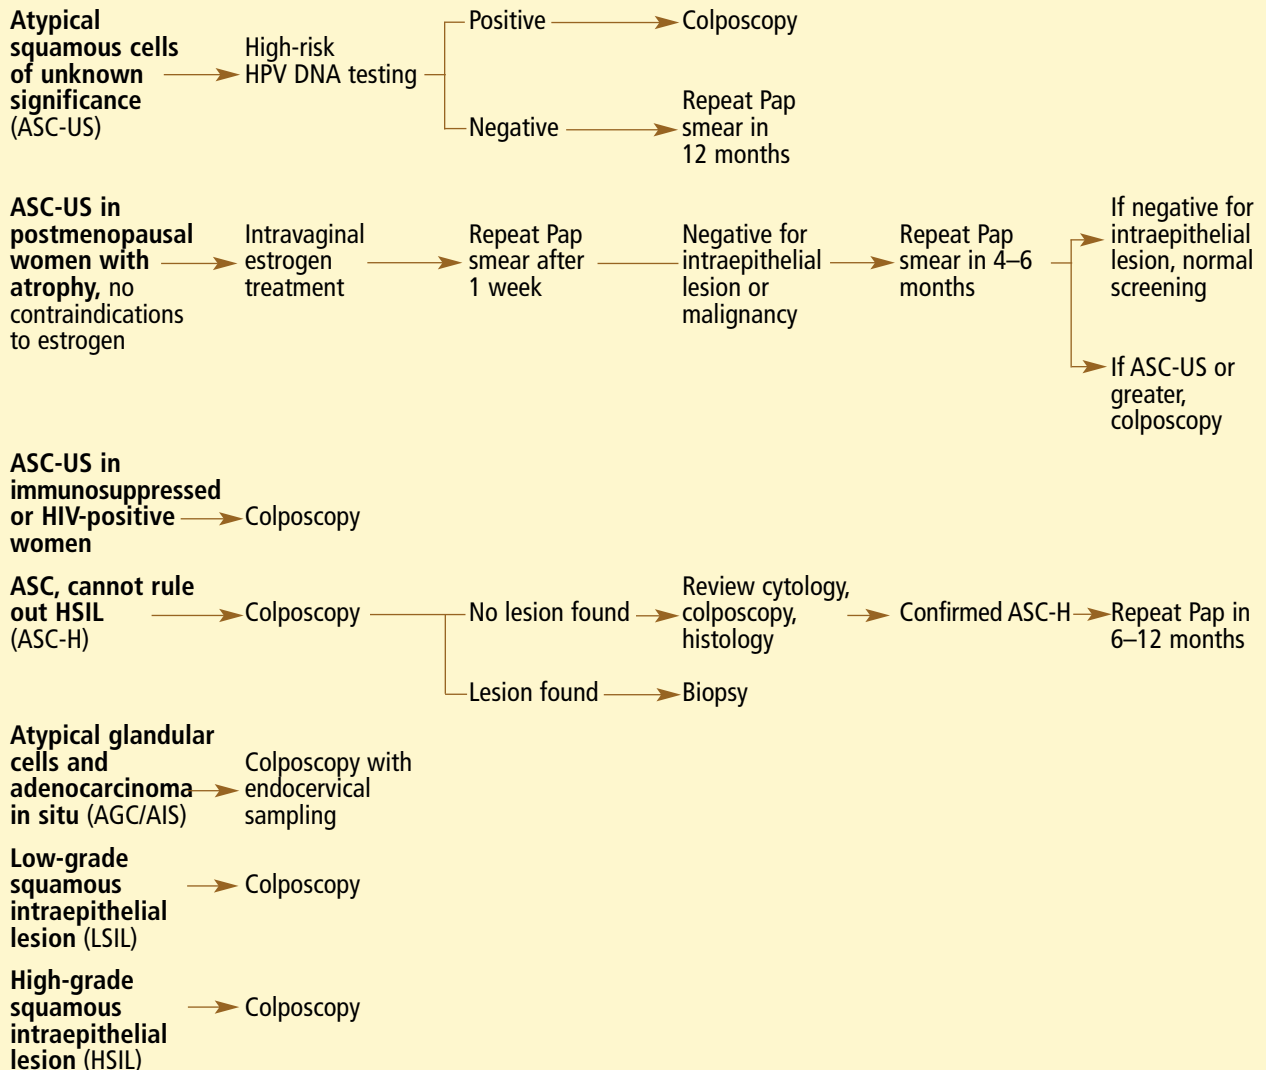 Atypical
squamous cells
of unknown
significance
(ASC-US)
High-risk
HPV DNA testing
Positive
Colposcopy
Negative
Repeat Pap
smear in
12 months
ASC-US in
postmenopausal
women with
atrophy, no
contraindications
to estrogen
Intravaginal
estrogen
treatment
Repeat Pap
smear after
1 week
Negative for
intraepithelial
lesion or
malignancy
Repeat Pap
smear in 4–6
months
If negative for
intraepithelial
lesion, normal
screening
If ASC-US or
greater,
colposcopy
ASC-US in
immunosuppressed
or HIV-positive
women
Colposcopy
ASC, cannot rule
out HSIL
(ASC-H)
Colposcopy
No lesion found
Review cytology,
colposcopy,
histology
Confirmed ASC-H
Repeat Pap in
6–12 months
Lesion found
Biopsy
Atypical glandular
cells and
adenocarcinoma
in situ (AGC/AIS)
Colposcopy with
endocervical
sampling
Low-grade
squamous
intraepithelial
lesion (LSIL)
Colposcopy
High-grade
squamous
intraepithelial
lesion (HSIL)
Colposcopy